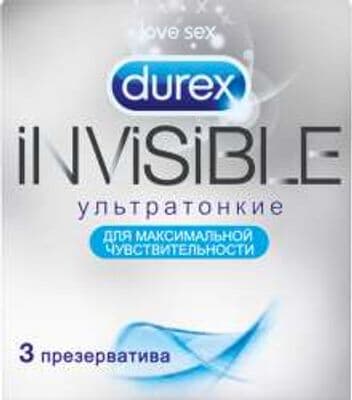 love sex
durex
iNViSiBLE
ультратонкие
ДЛЯ МАКСИМАЛЬНОЙ
ЧУВСТВИТЕЛЬНОСТИ
3 презерватива